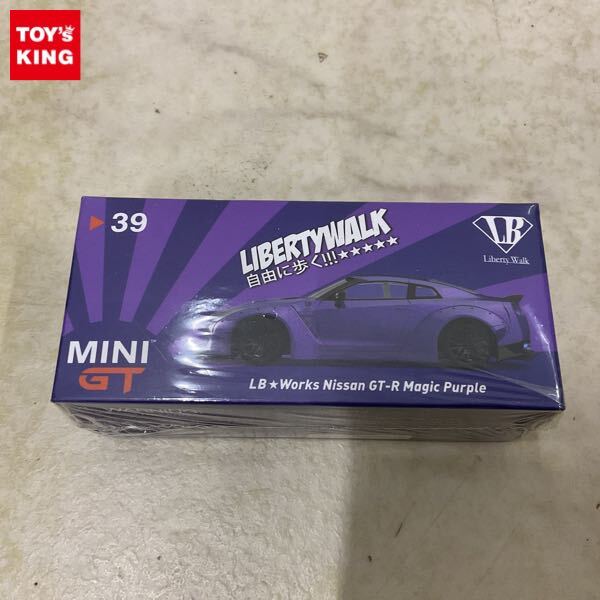 TOY'S
KING
39
LIBERTYWALK
自由に歩く!!!★★★★★
LB
Liberty Walk
MINI
GT
LB★Works Nissan GT-R Magic Purple